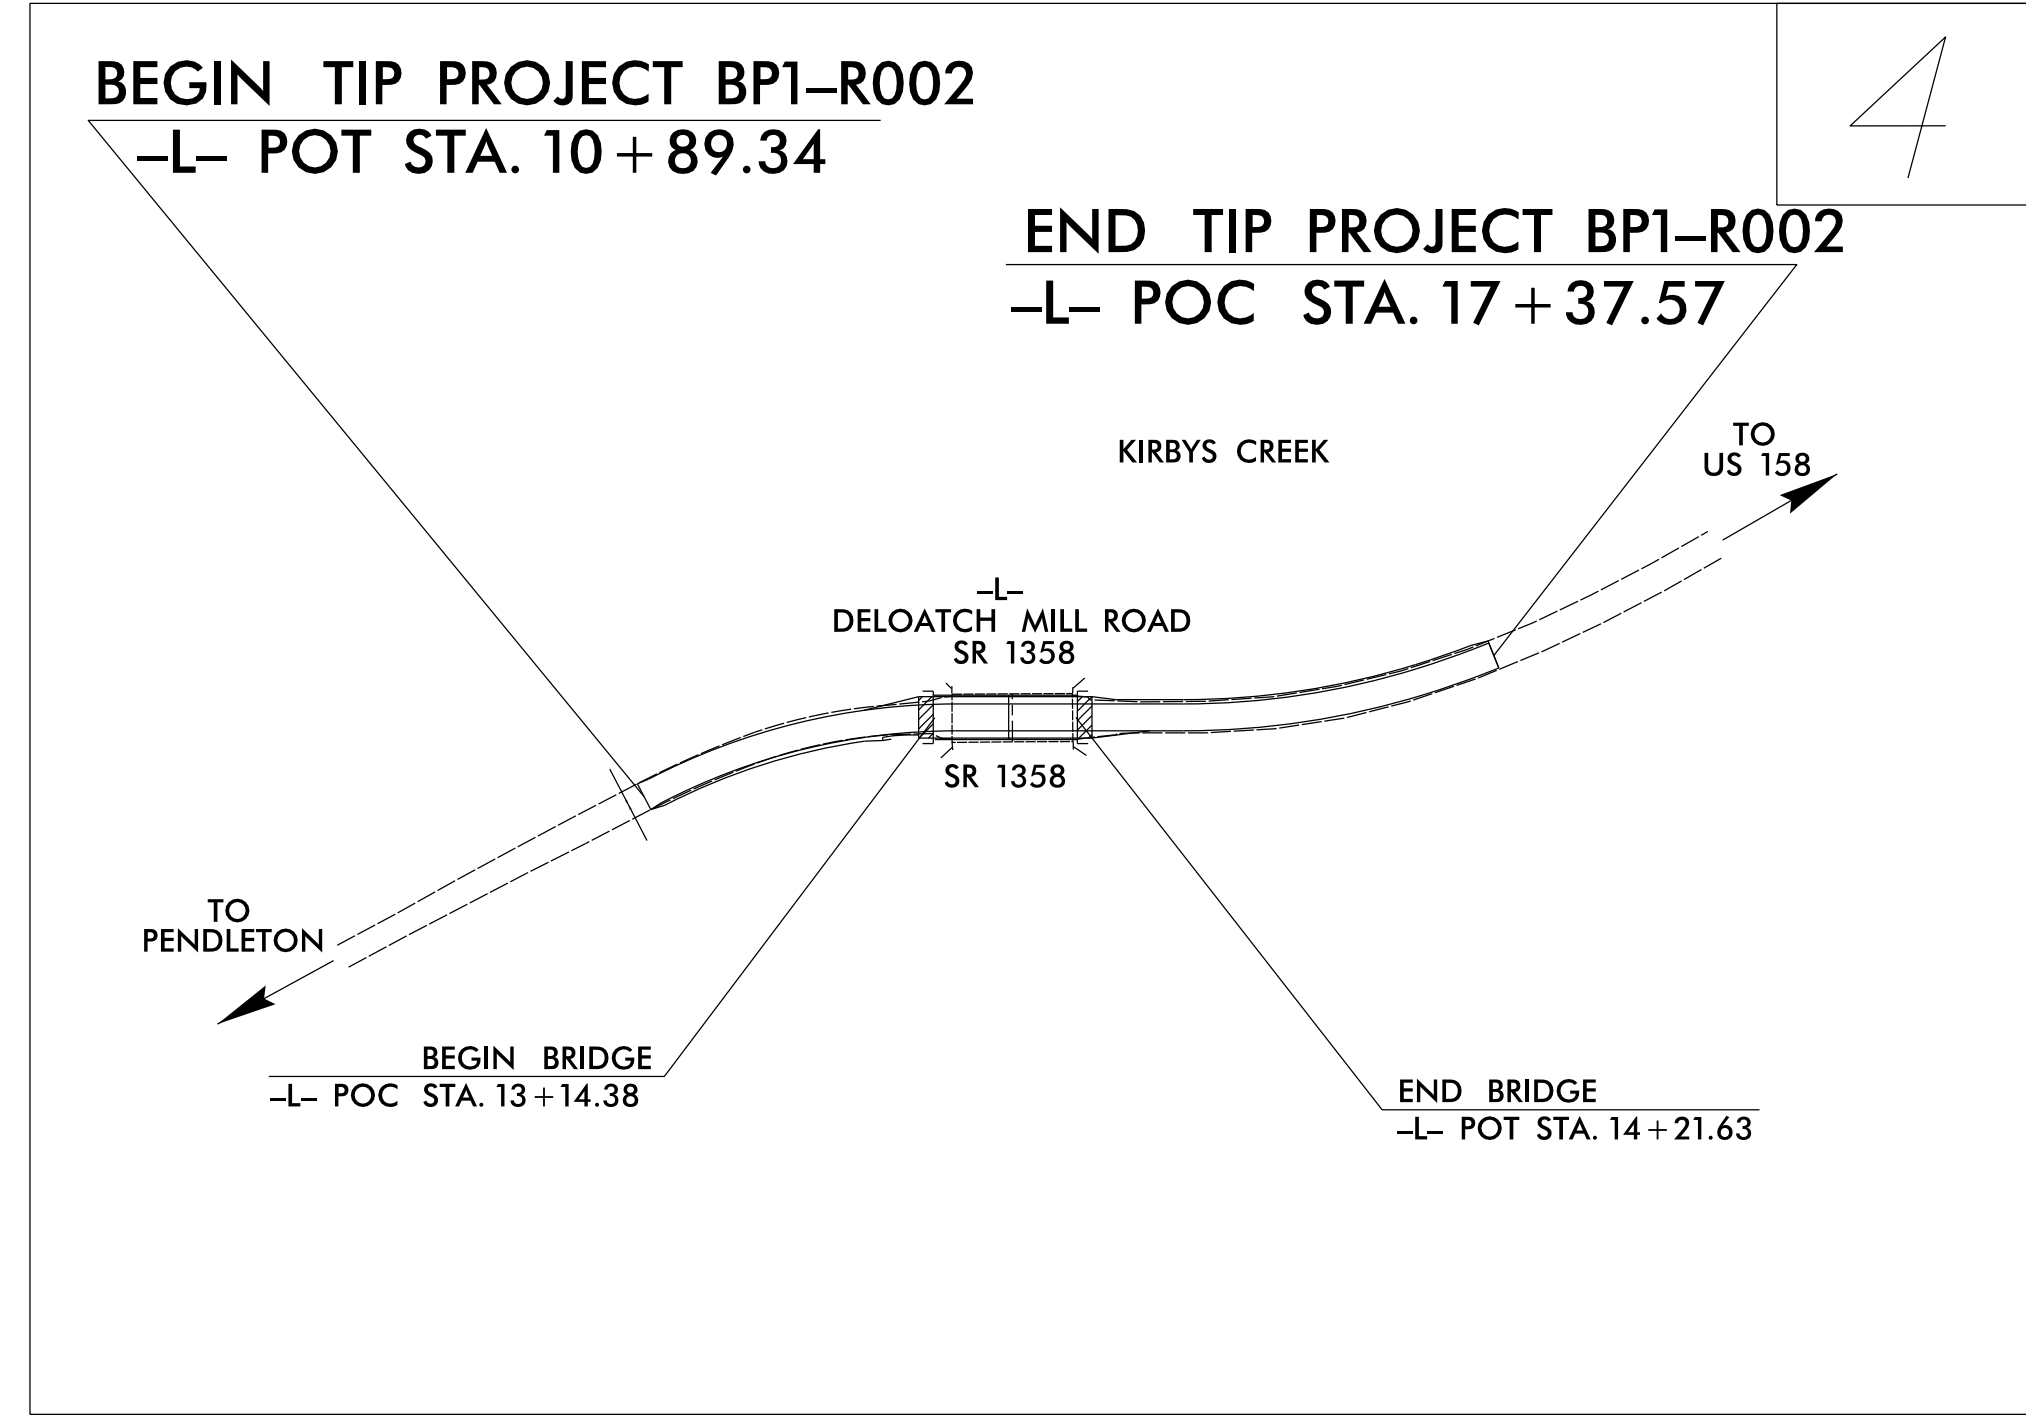 BEGIN TIP PROJECT BP1–R002
–L– POT STA. 10+89.34
4
END TIP PROJECT BP1–R002
–L– POC STA. 17+37.57
KIRBYS CREEK
TO
US 158
–L–
DELOATCH MILL ROAD
SR 1358
SR 1358
TO
PENDLETON
BEGIN BRIDGE
–L– POC STA. 13+14.38
END BRIDGE
–L– POT STA. 14+21.63